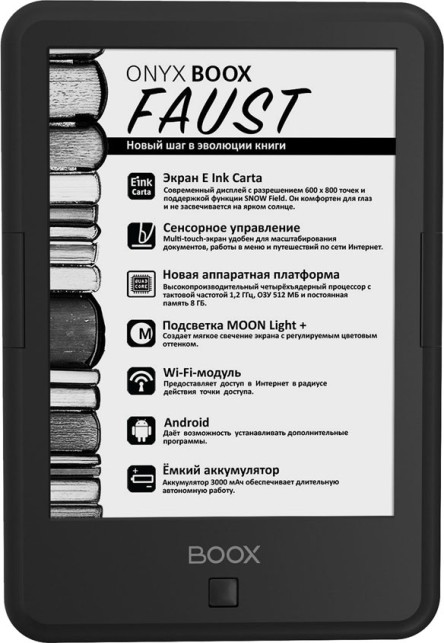 ONYX BOOX
FAUST
Новый шаг в эволюции книги
Eink
Carta
Экран E Ink Carta
Современный дисплей с разрешением 600 x 800 точек и
поддержкой функции SNOW Field. Он комфортен для глаз
и не засвечивается на ярком солнце.
Сенсорное управление
Multi-touch-экран удобен для масштабирования
документов, работы в меню и путешествий по сети Интернет.
QUAD
CORE
Новая аппаратная платформа
Высокопроизводительный четырёхъядерный процессор с
тактовой частотой 1,2 ГГц, ОЗУ 512 МБ и постоянная
память 8 ГБ.
M
Подсветка MOON Light +
Создает мягкое свечение экрана с регулируемым цветовым
оттенком.
Wi-Fi-модуль
Предоставляет доступ в Интернет в радиусе
действия точки доступа.
Android
Даёт возможность устанавливать дополнительные
программы.
Ёмкий аккумулятор
Аккумулятор 3000 мАч обеспечивает длительную
автономную работу.
BOOX